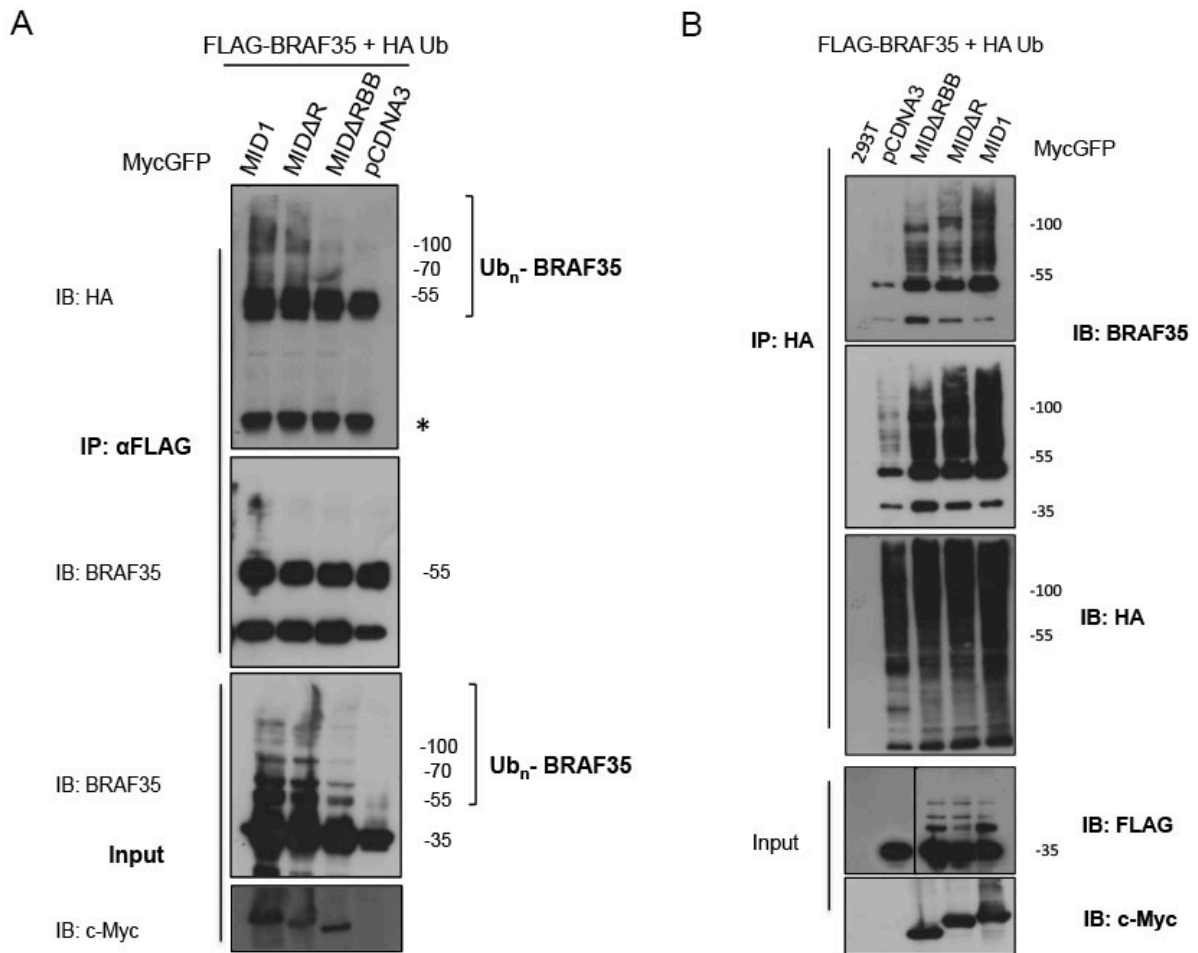 A
FLAG-BRAF35 + HA Ub
MycGFP
MID1
MIDΔR
MIDΔRBB
pCDNA3
-100
-70
-55
Ubn- BRAF35
IB: HA
*
IP: αFLAG
IB: BRAF35
-55
-100
-70
-55
-35
Ubn- BRAF35
IB: BRAF35
Input
IB: c-Myc
B
FLAG-BRAF35 + HA Ub
293T
pCDNA3
MIDΔRBB
MIDΔR
MID1
MycGFP
-100
-55
IP: HA
IB: BRAF35
-100
-55
-35
-100
-55
IB: HA
Input
IB: FLAG
-35
IB: c-Myc